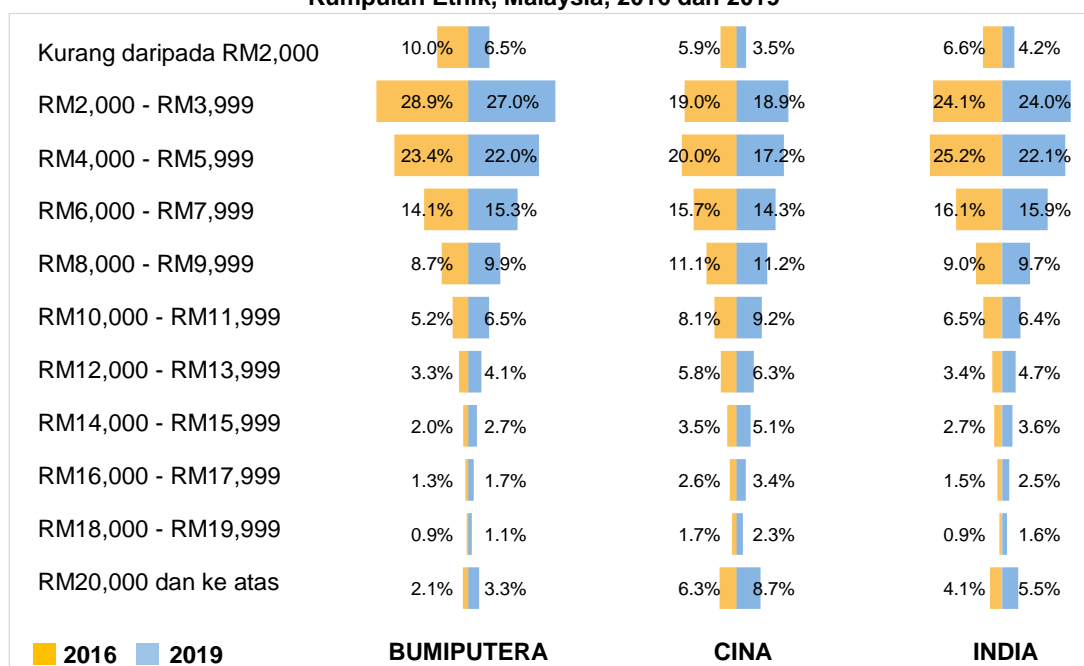 Kumpulan Etnik, Malaysia, 2016 dan 2019
Kurang daripada RM2,000 10.0% 6.5% 5.9% 3.5% 6.6% 4.2%
RM2,000 - RM3,999 28.9% 27.0% 19.0% 18.9% 24.1% 24.0%
RM4,000 - RM5,999 23.4% 22.0% 20.0% 17.2% 25.2% 22.1%
RM6,000 - RM7,999 14.1% 15.3% 15.7% 14.3% 16.1% 15.9%
RM8,000 - RM9,999 8.7% 9.9% 11.1% 11.2% 9.0% 9.7%
RM10,000 - RM11,999 5.2% 6.5% 8.1% 9.2% 6.5% 6.4%
RM12,000 - RM13,999 3.3% 4.1% 5.8% 6.3% 3.4% 4.7%
RM14,000 - RM15,999 2.0% 2.7% 3.5% 5.1% 2.7% 3.6%
RM16,000 - RM17,999 1.3% 1.7% 2.6% 3.4% 1.5% 2.5%
RM18,000 - RM19,999 0.9% 1.1% 1.7% 2.3% 0.9% 1.6%
RM20,000 dan ke atas 2.1% 3.3% 6.3% 8.7% 4.1% 5.5%
2016 2019 BUMIPUTERA CINA INDIA